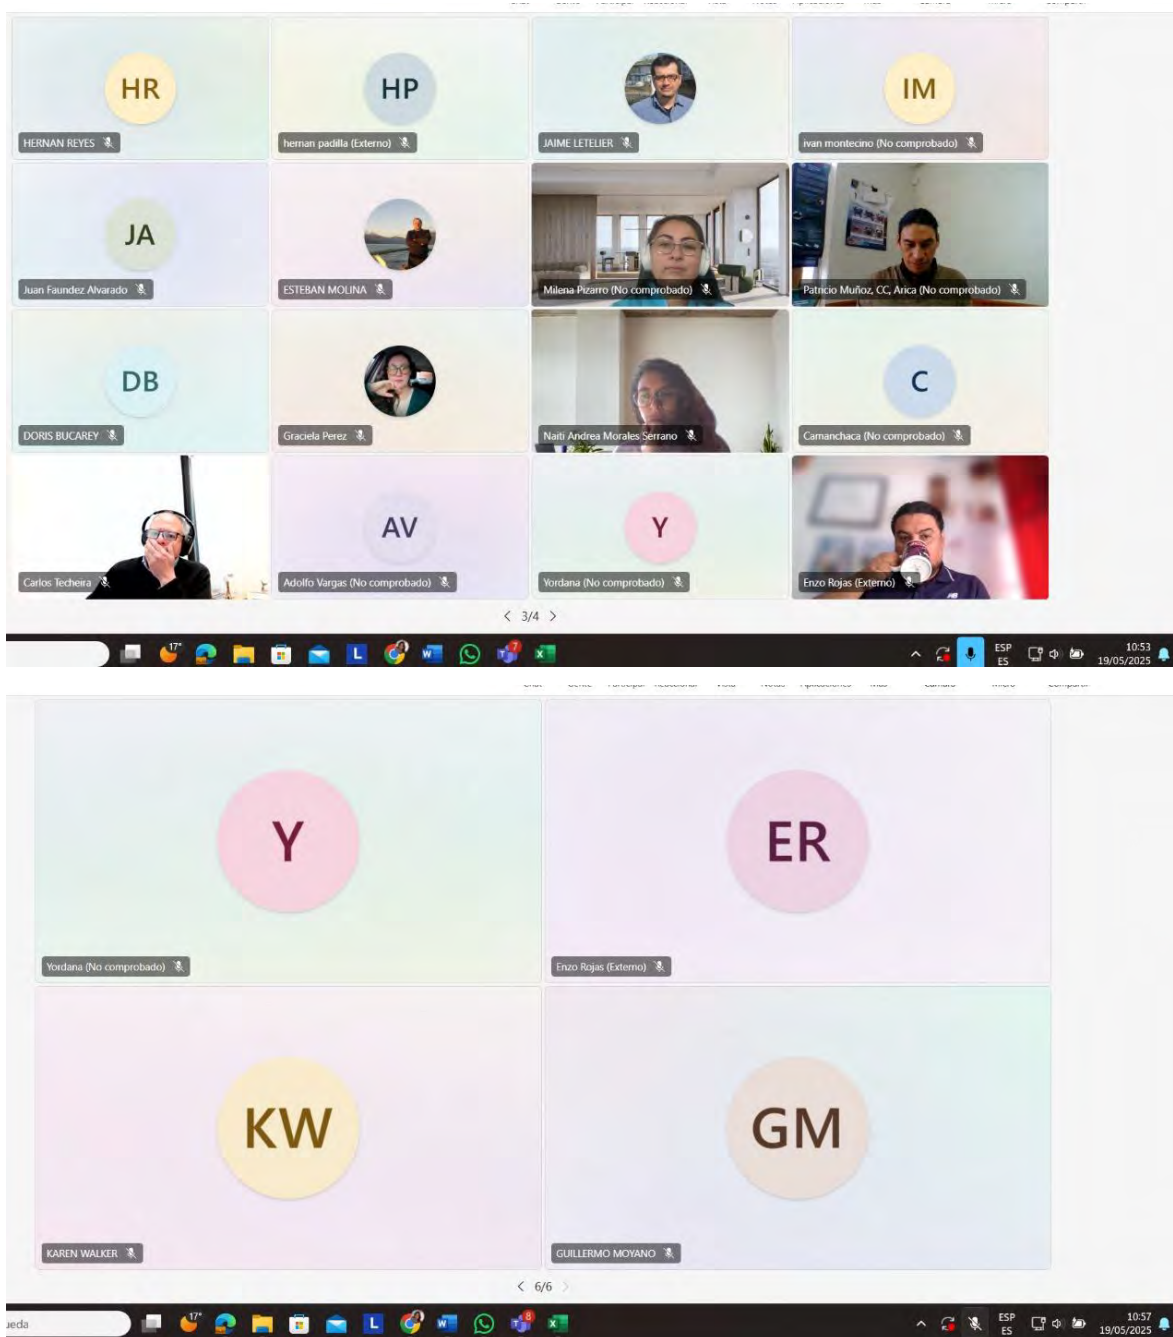 HR HP IM
HERNAN REYES hernan padilla (Externo) JAIME LETELIER ivan montecino (No comprobado)
JA
Juan Faundez Alvarado ESTEBAN MOLINA Milena Pizarro (No comprobado) Patricio Muñoz, CC, Arica (No comprobado)
DB C
DORIS BUCAREY Graciela Perez Naiti Andrea Morales Serrano Camanchaca (No comprobado)
AV Y
Carlos Techeira Adolfo Vargas (No comprobado) Yordana (No comprobado) Enzo Rojas (Externo)
3/4
17° L 7 ESP 10:53
ES 19/05/2025
Y ER
Yordana (No comprobado) Enzo Rojas (Externo)
KW GM
KAREN WALKER GUILLERMO MOYANO
6/6
ueda 17° L 8 ESP 10:57
ES 19/05/2025